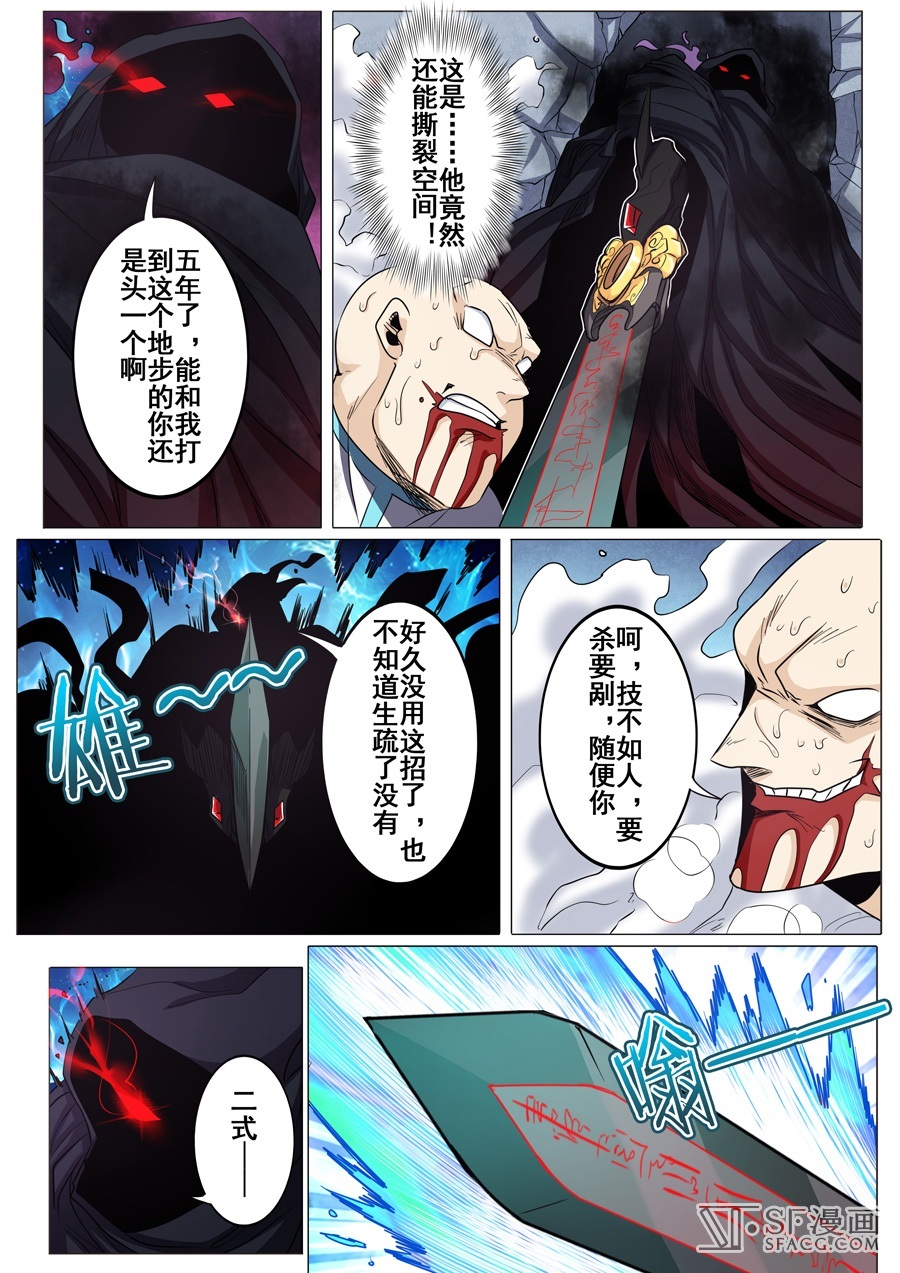 五年了，能和我打
到这个地步的你还
是头一个啊
这是……他竟然
还能撕裂空间！
好久没用这招了，也
不知道生疏了没有
雄～～
呵，技不如人，要
杀要剐，随便你
二式——
嗡——
SF漫画
SFACG.COM